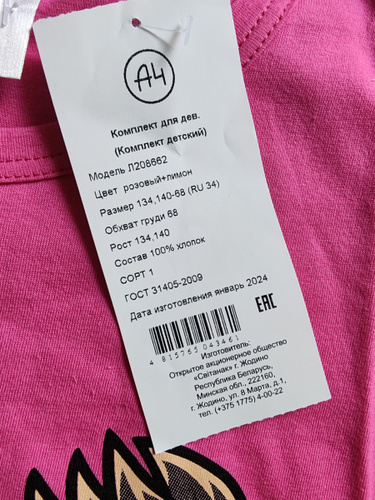 А4
Комплект для дев.
(Комплект детский)
Модель Л208662
Цвет розовый+лимон
Размер 134,140-68 (RU 34)
Обхват груди 68
Рост 134,140
Состав 100% хлопок
СОРТ 1
ГОСТ 31405-2009
Дата изготовления январь 2024
ЕАС
4 815765 043461
Изготовитель:
Открытое акционерное общество
«Свiтанак» г. Жодино
Республика Беларусь,
Минская обл., 222160,
г. Жодино, ул. 8 Марта, д.1,
тел. (+375 1775) 4-00-22